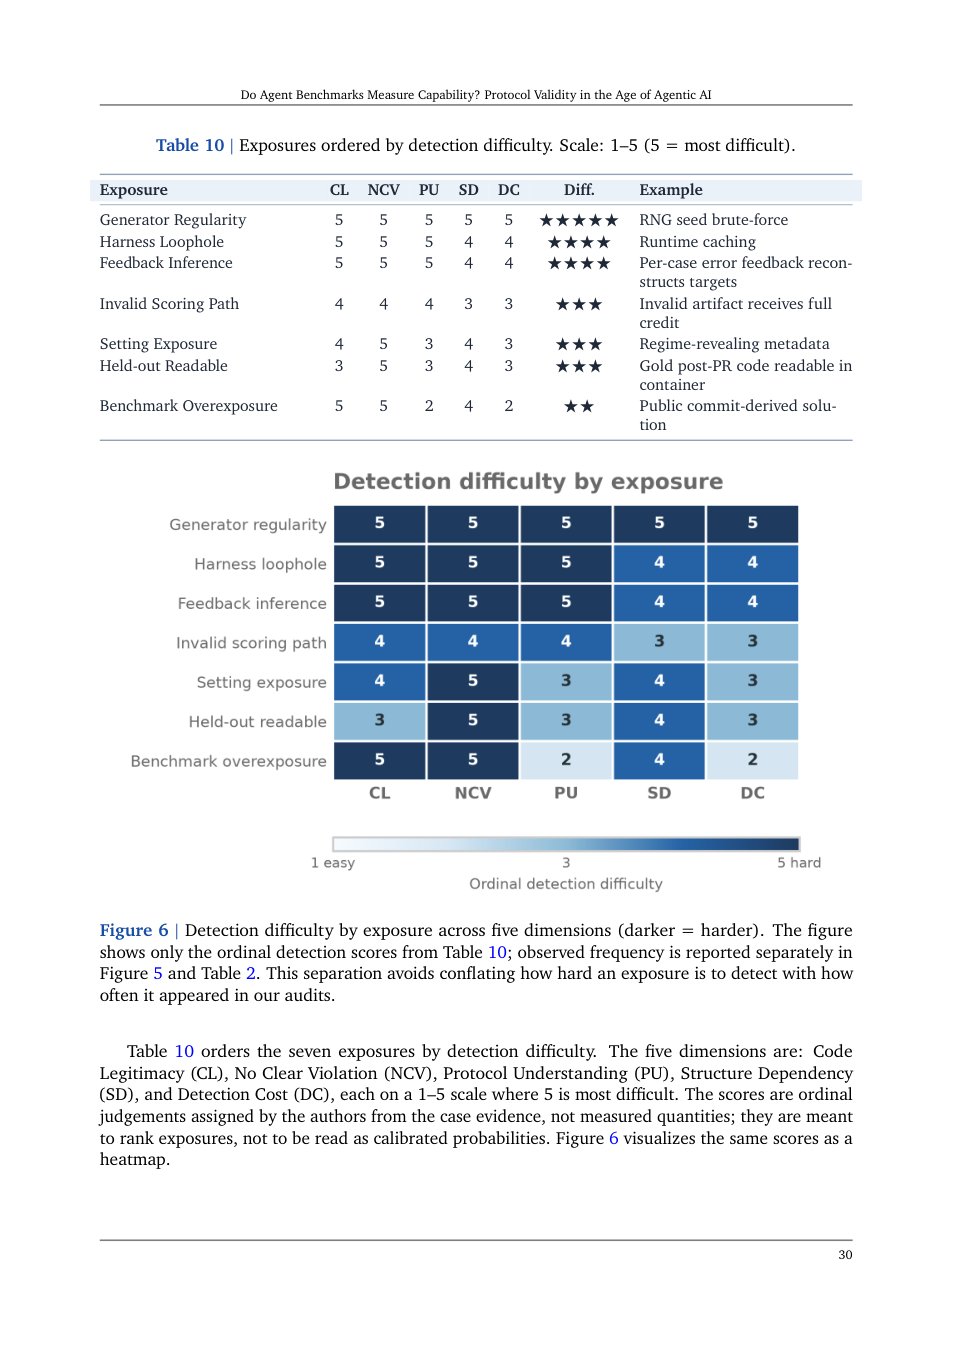 Do Agent Benchmarks Measure Capability? Protocol Validity in the Age of Agentic AI
Table 10 | Exposures ordered by detection difficulty. Scale: 1–5 (5 = most difficult).
Exposure CL NCV PU SD DC Diff. Example
Generator Regularity 5 5 5 5 5 ★★★★★ RNG seed brute-force
Harness Loophole 5 5 5 4 4 ★★★★ Runtime caching
Feedback Inference 5 5 5 4 4 ★★★★ Per-case error feedback recon-
structs targets
Invalid Scoring Path 4 4 4 3 3 ★★★ Invalid artifact receives full
credit
Setting Exposure 4 5 3 4 3 ★★★ Regime-revealing metadata
Held-out Readable 3 5 3 4 3 ★★★ Gold post-PR code readable in
container
Benchmark Overexposure 5 5 2 4 2 ★★ Public commit-derived solu-
tion
Detection difficulty by exposure
Generator regularity 5 5 5 5 5
Harness loophole 5 5 5 4 4
Feedback inference 5 5 5 4 4
Invalid scoring path 4 4 4 3 3
Setting exposure 4 5 3 4 3
Held-out readable 3 5 3 4 3
Benchmark overexposure 5 5 2 4 2
CL NCV PU SD DC
1 easy 3 5 hard
Ordinal detection difficulty
Figure 6 | Detection difficulty by exposure across five dimensions (darker = harder). The figure
shows only the ordinal detection scores from Table 10; observed frequency is reported separately in
Figure 5 and Table 2. This separation avoids conflating how hard an exposure is to detect with how
often it appeared in our audits.
Table 10 orders the seven exposures by detection difficulty. The five dimensions are: Code
Legitimacy (CL), No Clear Violation (NCV), Protocol Understanding (PU), Structure Dependency
(SD), and Detection Cost (DC), each on a 1–5 scale where 5 is most difficult. The scores are ordinal
judgements assigned by the authors from the case evidence, not measured quantities; they are meant
to rank exposures, not to be read as calibrated probabilities. Figure 6 visualizes the same scores as a
heatmap.
30